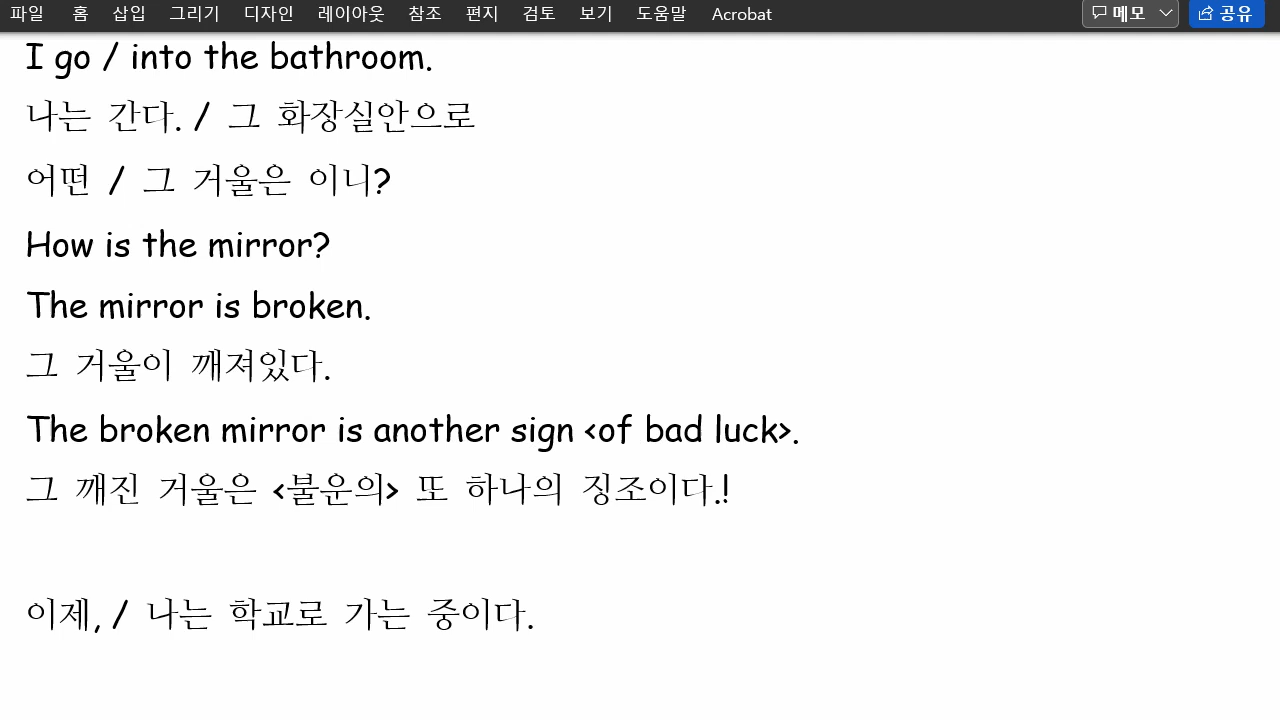 파일 홈 삽입 그리기 디자인 레이아웃 참조 편지 검토 보기 도움말 Acrobat 메모 공유
I go / into the bathroom.
나는 간다. / 그 화장실안으로
어떤 / 그 거울은 이니?
How is the mirror?
The mirror is broken.
그 거울이 깨져있다.
The broken mirror is another sign <of bad luck>.
그 깨진 거울은 <불운의> 또 하나의 징조이다.!
이제, / 나는 학교로 가는 중이다.